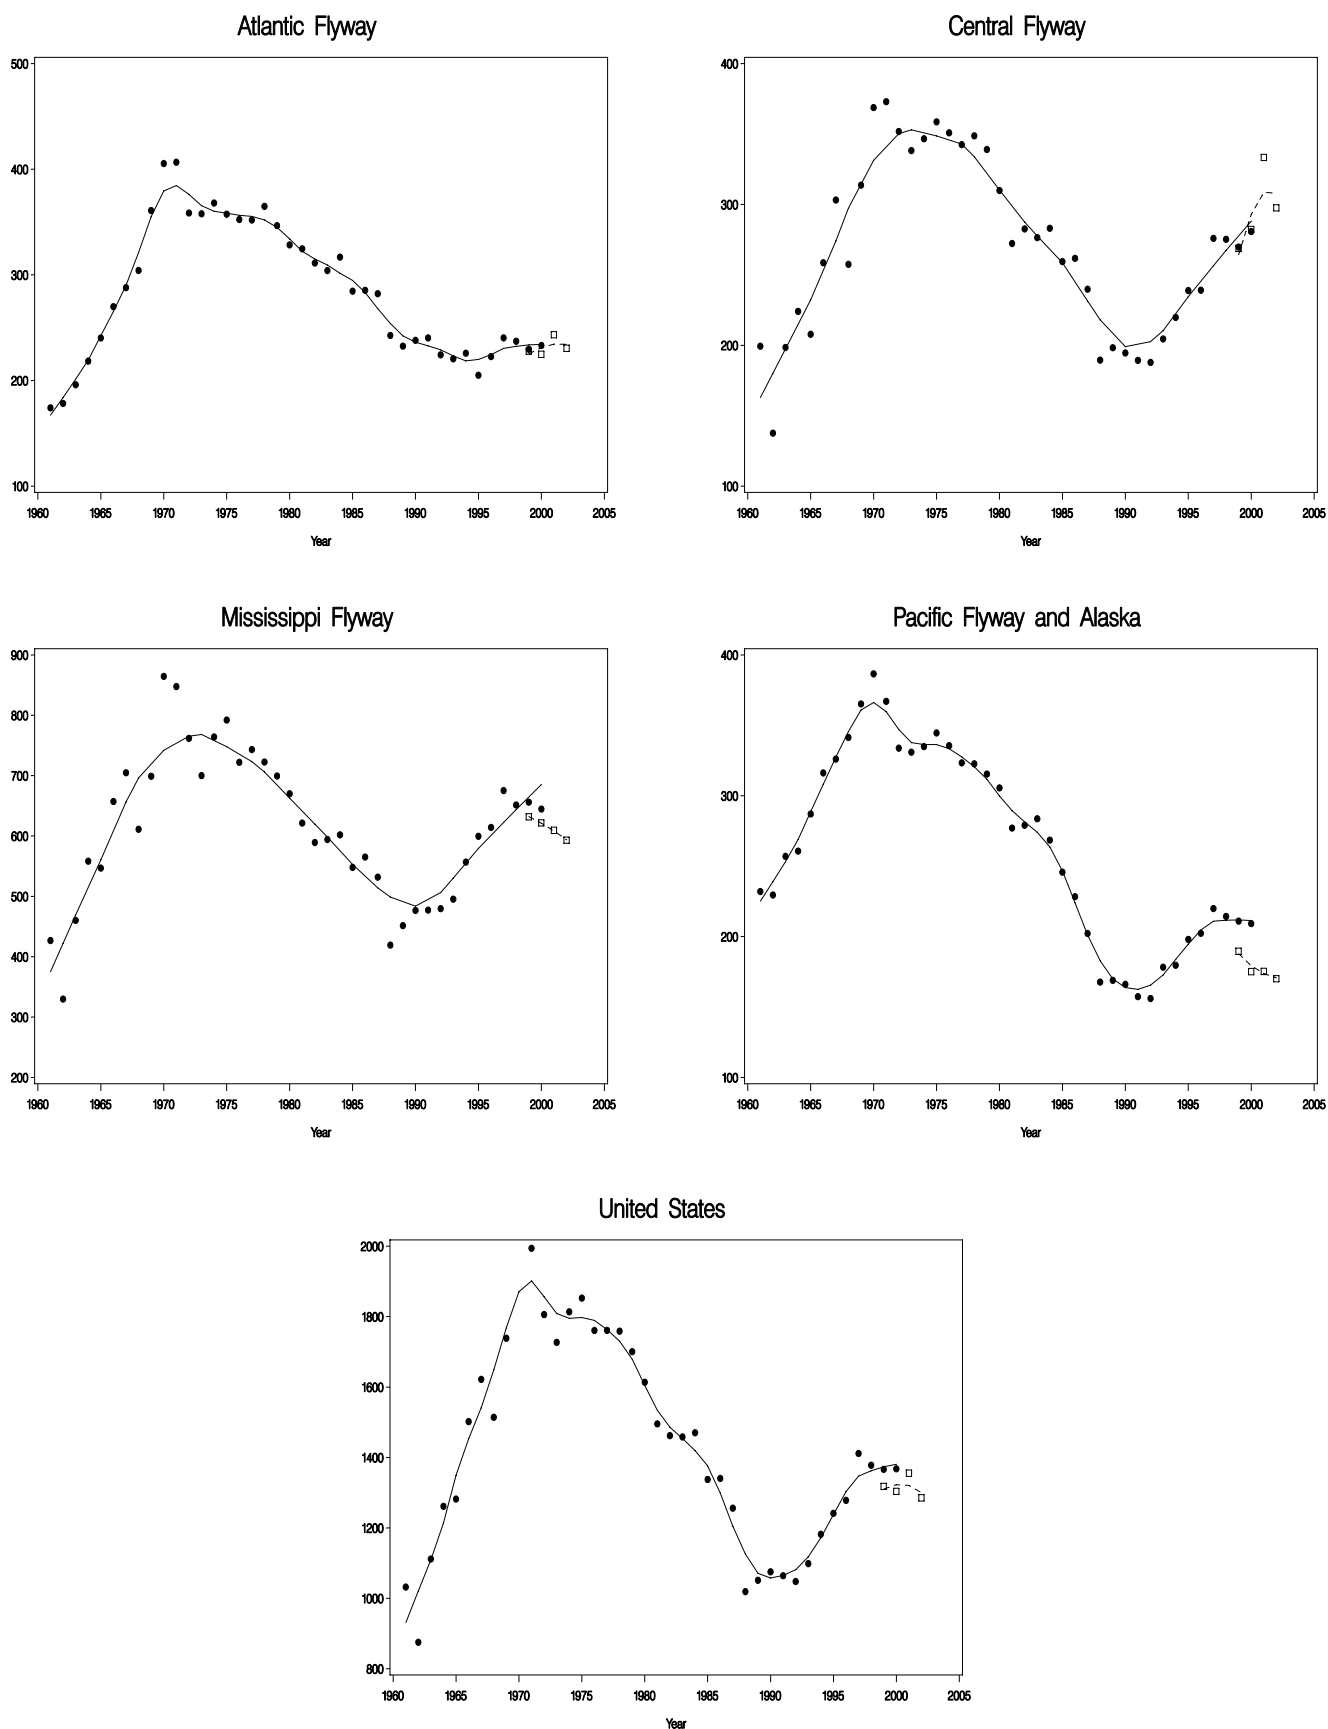 Atlantic Flyway
500
400
300
200
100
1960 1965 1970 1975 1980 1985 1990 1995 2000 2005
Year
Central Flyway
400
300
200
100
1960 1965 1970 1975 1980 1985 1990 1995 2000 2005
Year
Mississippi Flyway
900
800
700
600
500
400
300
200
1960 1965 1970 1975 1980 1985 1990 1995 2000 2005
Year
Pacific Flyway and Alaska
400
300
200
100
1960 1965 1970 1975 1980 1985 1990 1995 2000 2005
Year
United States
2000
1800
1600
1400
1200
1000
800
1960 1965 1970 1975 1980 1985 1990 1995 2000 2005
Year